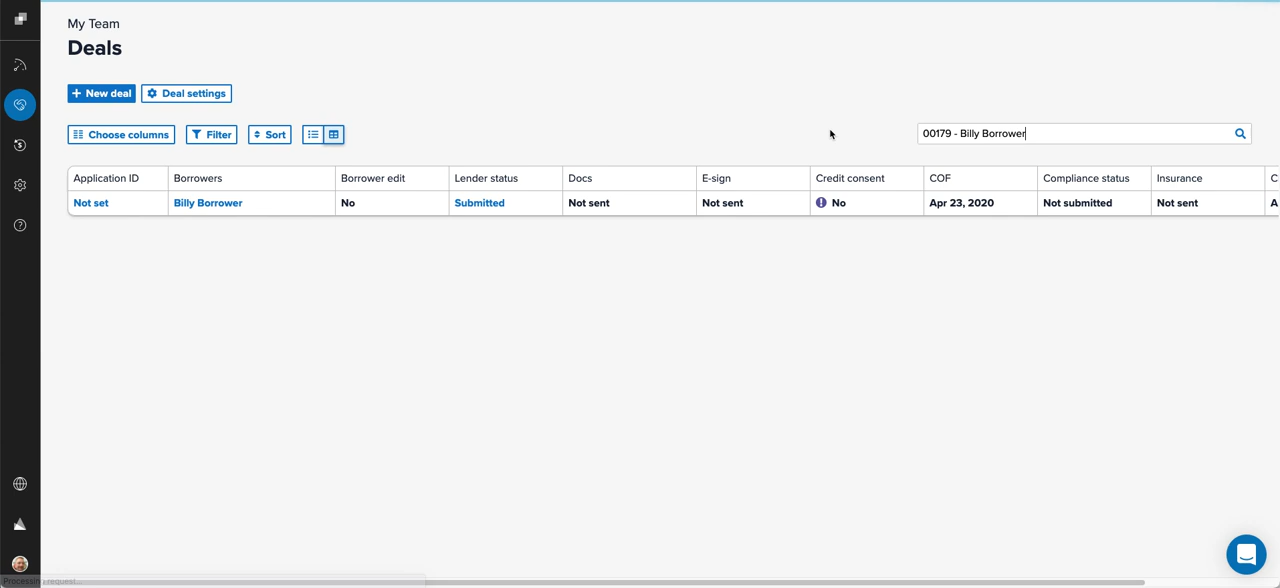 My Team
Deals
New deal
Deal settings
Choose columns
Filter
Sort
00179 - Billy Borrower
Application ID Borrowers Borrower edit Lender status Docs E-sign Credit consent COF Compliance status Insurance C
Not set Billy Borrower No Submitted Not sent Not sent No Apr 23, 2020 Not submitted Not sent A
Processing request...